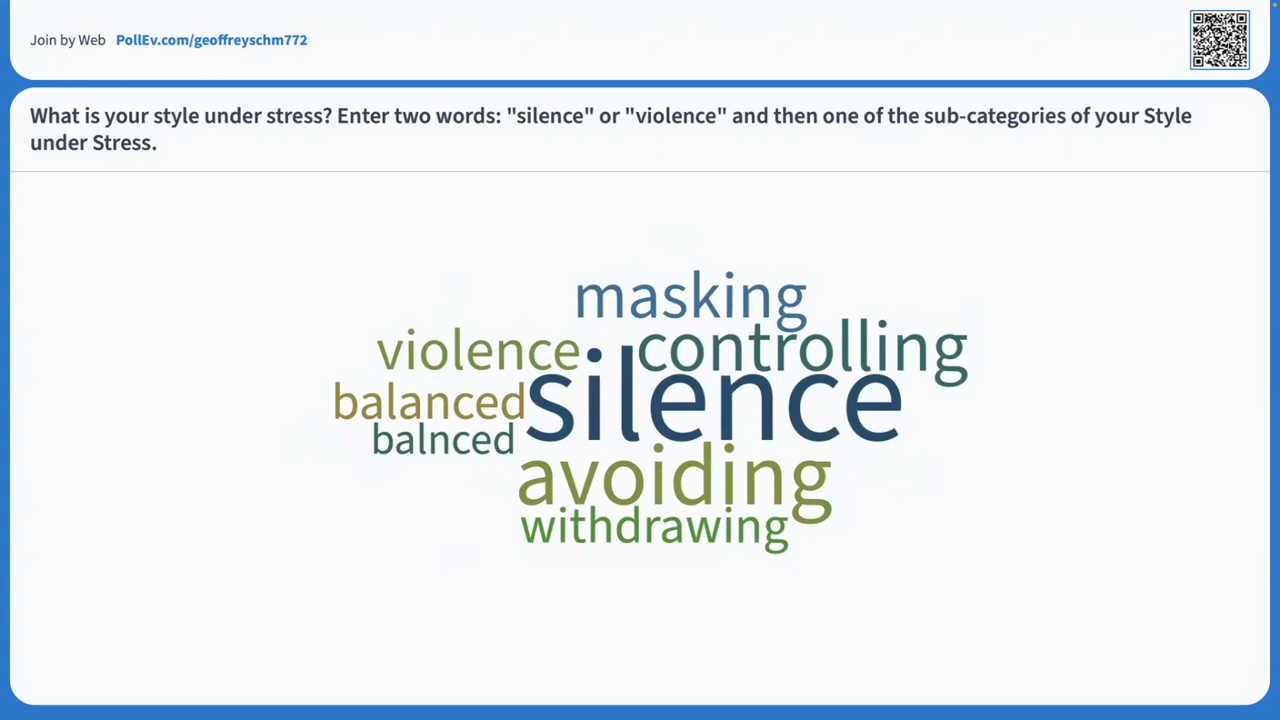 Join by Web PollEv.com/geoffreyschm772
What is your style under stress? Enter two words: "silence" or "violence" and then one of the sub-categories of your Style
under Stress.
masking
violence controlling
balanced silence
balnced
avoiding
withdrawing